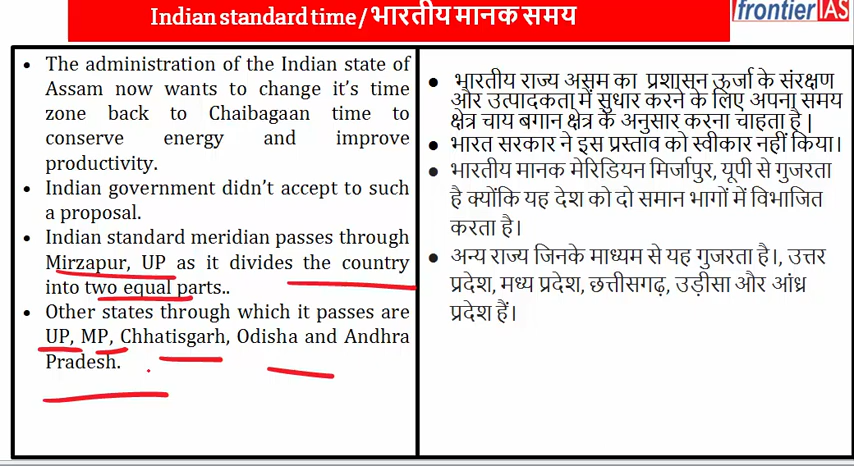 Indian standard time/भारतीय मानक समय
frontier IAS
• The administration of the Indian state of
Assam now wants to change it's time
zone back to Chaibagaan time to
conserve energy and improve
productivity.
• Indian government didn't accept to such
a proposal.
• Indian standard meridian passes through
Mirzapur, UP as it divides the country
into two equal parts..
• Other states through which it passes are
UP, MP, Chhatisgarh, Odisha and Andhra
Pradesh.
• भारतीय राज्य असम का प्रशासन ऊर्जा के संरक्षण
और उत्पादकता में सुधार करने के लिए अपना समय
क्षेत्र चाय बगान क्षेत्र के अनुसार करना चाहता है |
• भारत सरकार ने इस प्रस्ताव को स्वीकार नहीं किया।
• भारतीय मानक मेरिडियन मिर्जापुर, यूपी से गुजरता
है क्योंकि यह देश को दो समान भागों में विभाजित
करता है।
• अन्य राज्य जिनके माध्यम से यह गुजरता है।, उत्तर
प्रदेश, मध्य प्रदेश, छत्तीसगढ़, उड़ीसा और आंध्र
प्रदेश हैं।